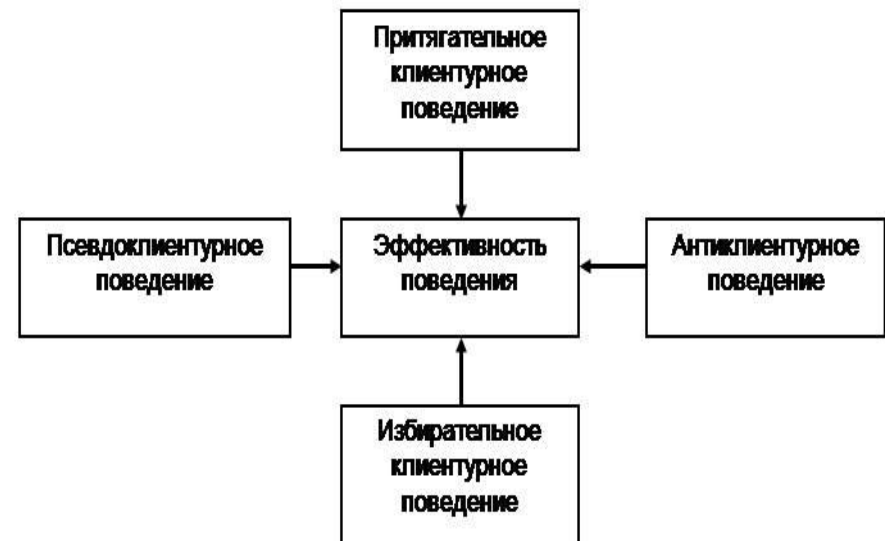 Притягательное
клиентурное
поведение
Псевдоклиентурное
поведение
Эффективность
поведения
Антиклиентурное
поведение
Избирательное
клиентурное
поведение